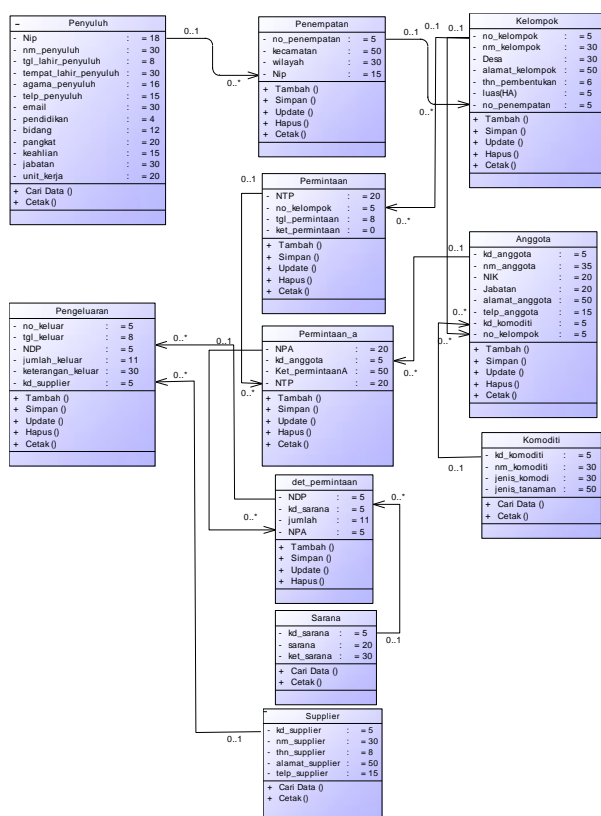 Penyuluh
- Nip : = 18
- nm_penyuluh : = 30
- tgl_lahir_penyuluh : = 8
- tempat_lahir_penyuluh : = 30
- agama_penyuluh : = 16
- telp_penyuluh : = 15
- email : = 30
- pendidikan : = 4
- bidang : = 12
- pangkat : = 20
- keahlian : = 15
- jabatan : = 30
- unit_kerja : = 20
+ Cari Data ()
+ Cetak ()
0..1
0..*
Penempatan
- no_penempatan : = 5
- kecamatan : = 50
- wilayah : = 30
- Nip : = 15
+ Tambah ()
+ Simpan ()
+ Update ()
+ Hapus ()
+ Cetak ()
0..1
0..1
0..1
0..*
Kelompok
- no_kelompok : = 5
- nm_kelompok : = 30
- Desa : = 30
- alamat_kelompok : = 50
- thn_pembentukan : = 6
- luas(HA) : = 5
- no_penempatan : = 5
+ Tambah ()
+ Simpan ()
+ Update ()
+ Hapus ()
+ Cetak ()
0..1
Permintaan
- NTP : = 20
- no_kelompok : = 5
- tgl_permintaan : = 8
- ket_permintaan : = 0
+ Tambah ()
+ Simpan ()
+ Update ()
+ Hapus ()
+ Cetak ()
0..*
0..1
Anggota
- kd_anggota : = 5
- nm_anggota : = 35
- NIK : = 20
- Jabatan : = 20
- alamat_anggota : = 50
- telp_anggota : = 15
- kd_komoditi : = 5
- no_kelompok : = 5
+ Tambah ()
+ Simpan ()
+ Update ()
+ Hapus ()
+ Cetak ()
0..*
0..*
Pengeluaran
- no_keluar : = 5
- tgl_keluar : = 8
- NDP : = 5
- jumlah_keluar : = 11
- keterangan_keluar : = 30
- kd_supplier : = 5
+ Tambah ()
+ Simpan ()
+ Update ()
+ Hapus ()
+ Cetak ()
0..*
0..1
0..*
0..*
Permintaan_a
- NPA : = 20
- kd_anggota : = 5
- Ket_permintaanA : = 50
- NTP : = 20
+ Tambah ()
+ Simpan ()
+ Update ()
+ Hapus ()
+ Cetak ()
0..*
Komoditi
- kd_komoditi : = 5
- nm_komoditi : = 30
- jenis_komodi : = 30
- jenis_tanaman : = 50
+ Cari Data ()
+ Cetak ()
0..1
det_permintaan
- NDP : = 5
- kd_sarana : = 5
- jumlah : = 11
- NPA : = 5
+ Tambah ()
+ Simpan ()
+ Update ()
+ Hapus ()
0..1
0..*
0..*
Sarana
- kd_sarana : = 5
- sarana : = 20
- ket_sarana : = 30
+ Cari Data ()
+ Cetak ()
0..1
Supplier
- kd_supplier : = 5
- nm_supplier : = 30
- thn_supplier : = 8
- alamat_supplier : = 50
- telp_supplier : = 15
+ Cari Data ()
+ Cetak ()
0..1